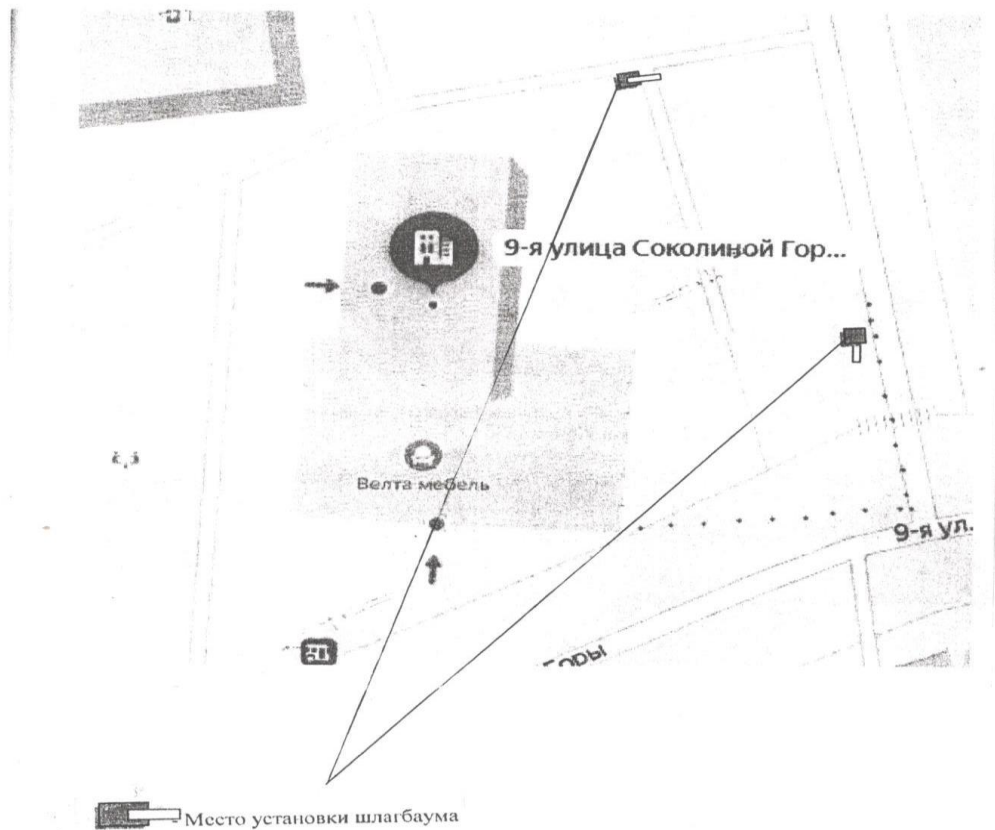 9-я улица Соколиной Гор...
Велта мебель
9-я ул.
Горы
- Место установки шлагбаума